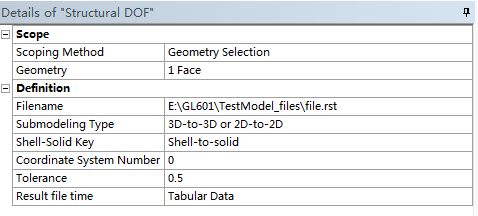 Details of "Structural DOF"
Scope
Scoping Method Geometry Selection
Geometry 1 Face
Definition
Filename E:\GL601\TestModel_files\file.rst
Submodeling Type 3D-to-3D or 2D-to-2D
Shell-Solid Key Shell-to-solid
Coordinate System Number 0
Tolerance 0.5
Result file time Tabular Data